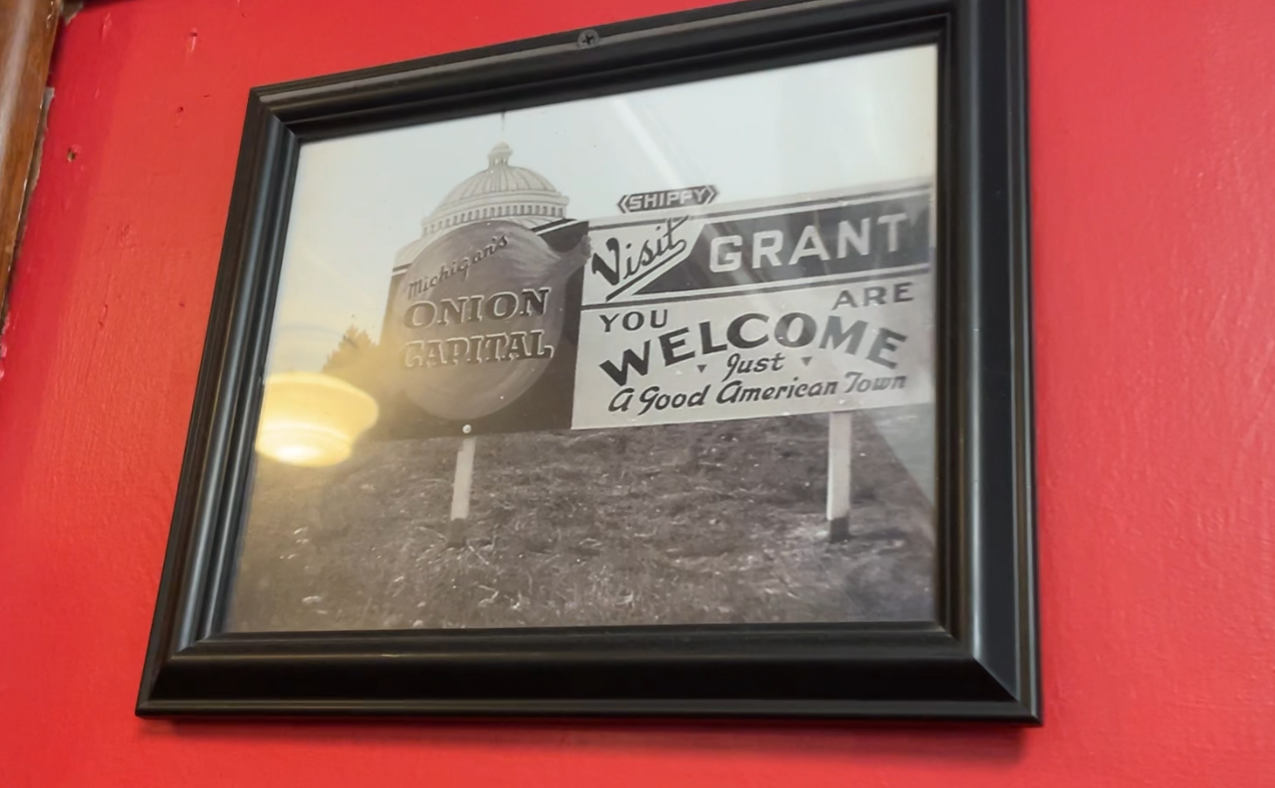 SHIPPY
Michigan's
ONION
CAPITAL
Visit GRANT
YOU ARE
WELCOME
Just
A Good American Town